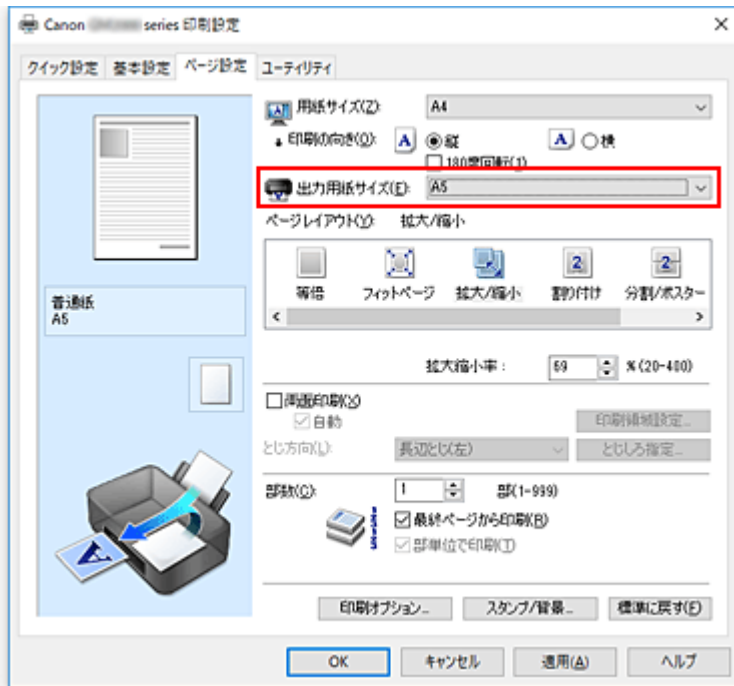 Canon series 印刷設定
クイック設定 基本設定 ページ設定 ユーティリティ
用紙サイズ(Z): A4
印刷の向き(O): A 縦 A 横
180度回転(1)
出力用紙サイズ(E): A5
ページレイアウト(Y): 拡大/縮小
等倍 フィットページ 拡大/縮小 割り付け 分割/ポスター
普通紙
A5
拡大縮小率: 69 % (20-400)
両面印刷(X)
自動 印刷領域設定...
とじ方向(L): 長辺とじ(左) とじしろ指定...
部数(C): 1 部(1-999)
最終ページから印刷(R)
部単位で印刷(T)
印刷オプション... スタンプ/背景... 標準に戻す(F)
OK キャンセル 適用(A) ヘルプ